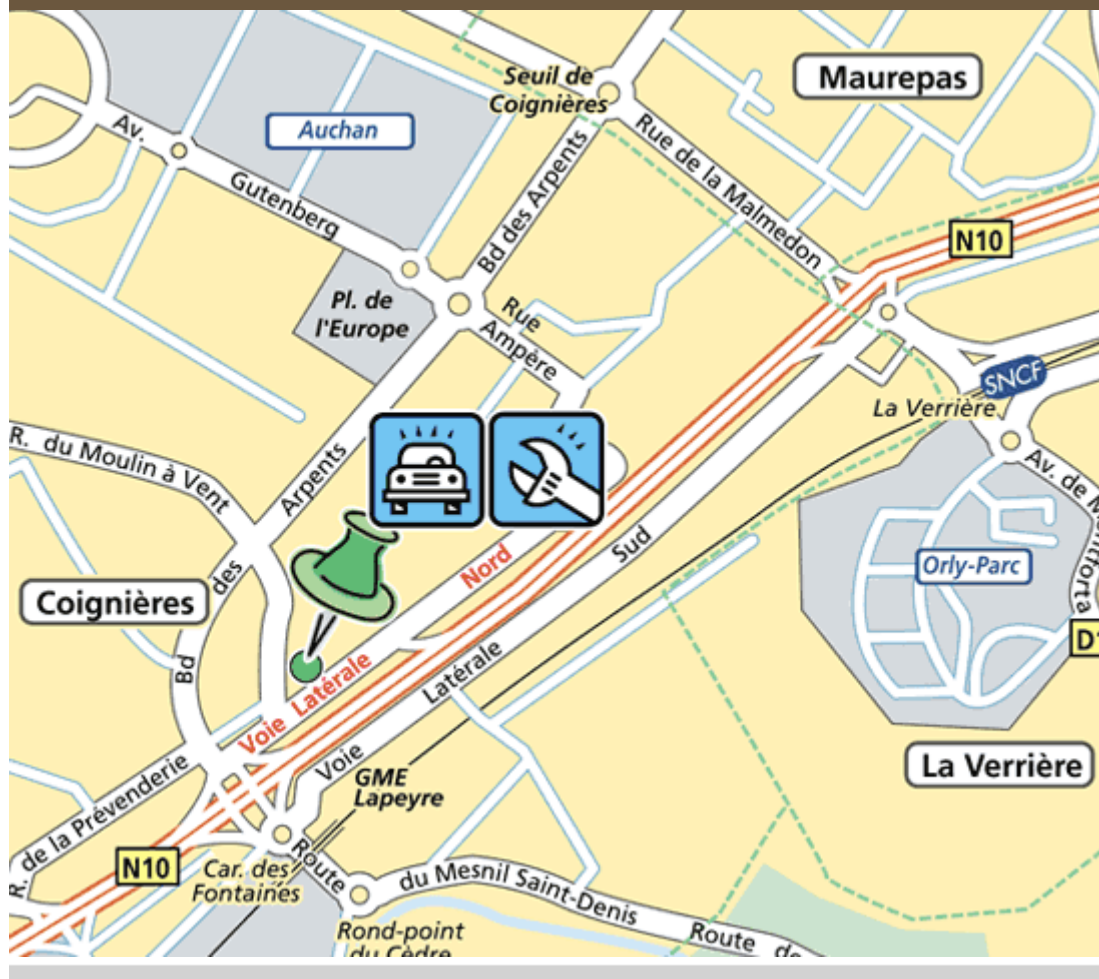 Seuil de
Coignières
Maurepas
Av.
Gutenberg
Auchan
Bd des Arpents
Rue de la Malmedon
N10
Pl. de
l'Europe
Rue
Ampère
SNCF
La Verrière
R. du Moulin à Vent
Bd des Arpents
Av. de Montforta
Orly-Parc
Coignières
Voie Latérale Nord
Voie Latérale Sud
La Verrière
R. de la Prévenderie
GME
Lapeyre
N10
Car. des
Fontaines
Route du Mesnil Saint-Denis
Route de
Rond-point
du Cèdre